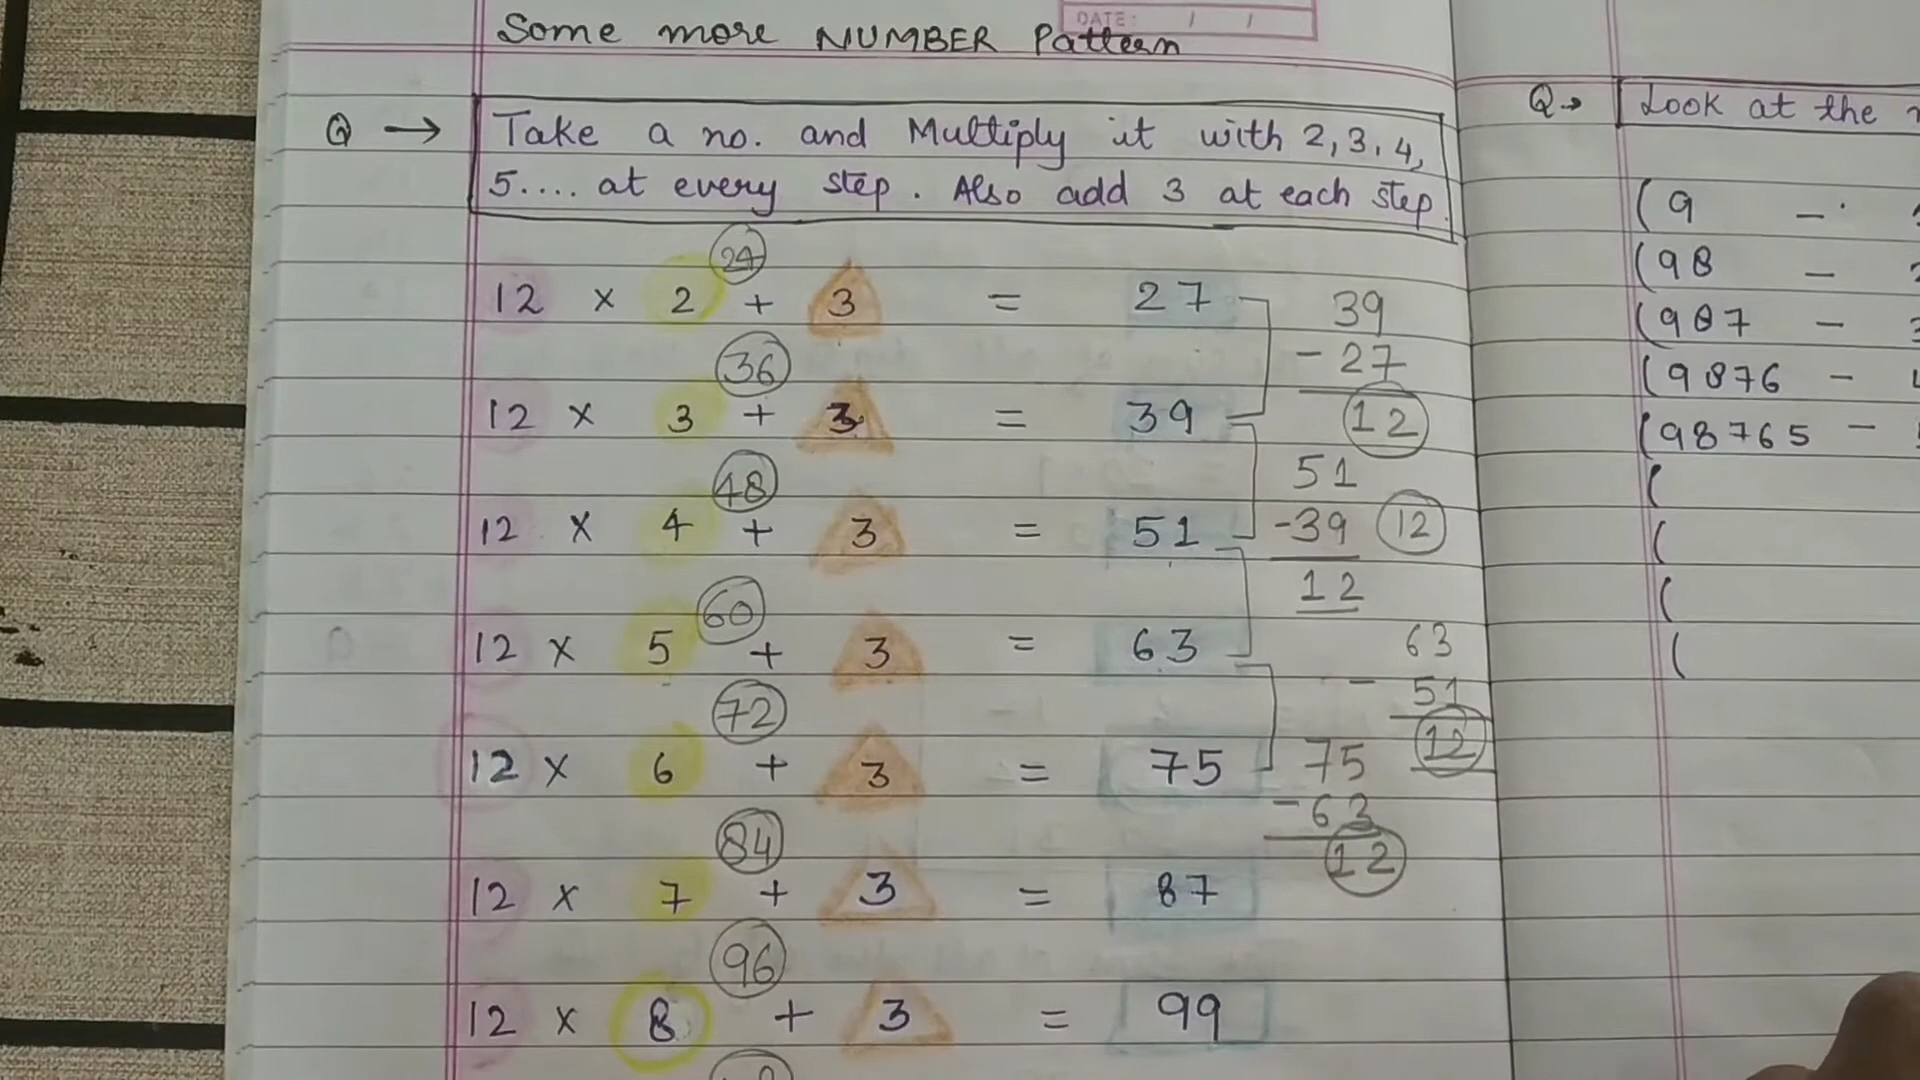 DATE: / /
Some more NUMBER Pattern
Q → Take a no. and Multiply it with 2, 3, 4,
5.... at every step. Also add 3 at each step.
24
12 × 2 + 3 = 27
36
12 × 3 + 3 = 39
48
12 × 4 + 3 = 51
60
12 × 5 + 3 = 63
72
12 × 6 + 3 = 75
84
12 × 7 + 3 = 87
96
12 × 8 + 3 = 99
39
- 27
12
51
-39 12
12
63
- 51
12
75
-63
12
Q→ Look at the
(9 -
(98 -
(987 -
(9876 -
(98765 -
(
(
(
(